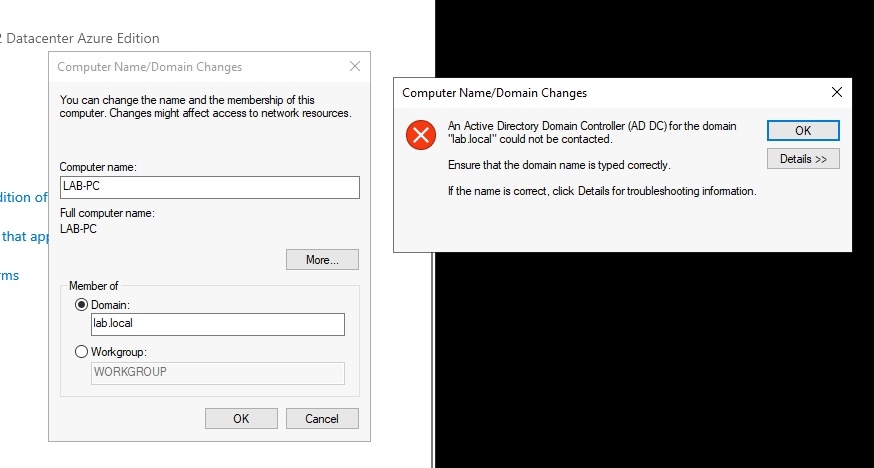 2 Datacenter Azure Edition
Computer Name/Domain Changes
You can change the name and the membership of this
computer. Changes might affect access to network resources.
Computer name:
LAB-PC
Full computer name:
LAB-PC
More...
Member of
Domain:
lab.local
Workgroup:
WORKGROUP
OK
Cancel
dition of
that app
rms
Computer Name/Domain Changes
An Active Directory Domain Controller (AD DC) for the domain
"lab.local" could not be contacted.
Ensure that the domain name is typed correctly.
If the name is correct, click Details for troubleshooting information.
OK
Details >>